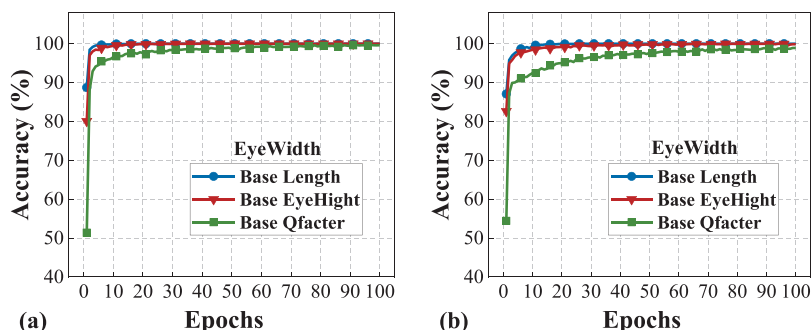 100
90
80
70
60
50
40
Accuracy (%)
EyeWidth
Base Length
Base EyeHight
Base Qfacter
0 10 20 30 40 50 60 70 80 90 100
(a) Epochs
100
90
80
70
60
50
40
Accuracy (%)
EyeWidth
Base Length
Base EyeHight
Base Qfacter
0 10 20 30 40 50 60 70 80 90 100
(b) Epochs